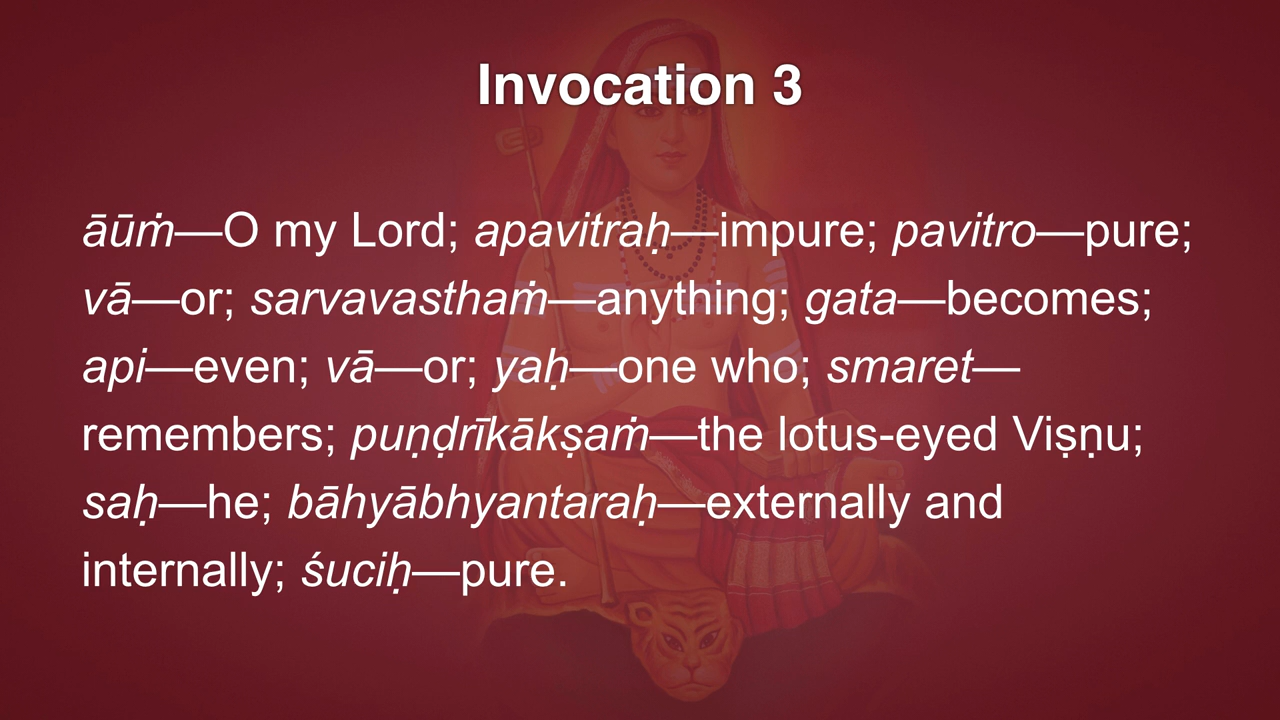 Invocation 3
āūṁ—O my Lord; apavitraḥ—impure; pavitro—pure;
vā—or; sarvavasthaṁ—anything; gata—becomes;
api—even; vā—or; yaḥ—one who; smaret—
remembers; puṇḍrīkākṣaṁ—the lotus-eyed Viṣṇu;
saḥ—he; bāhyābhyantaraḥ—externally and
internally; śuciḥ—pure.